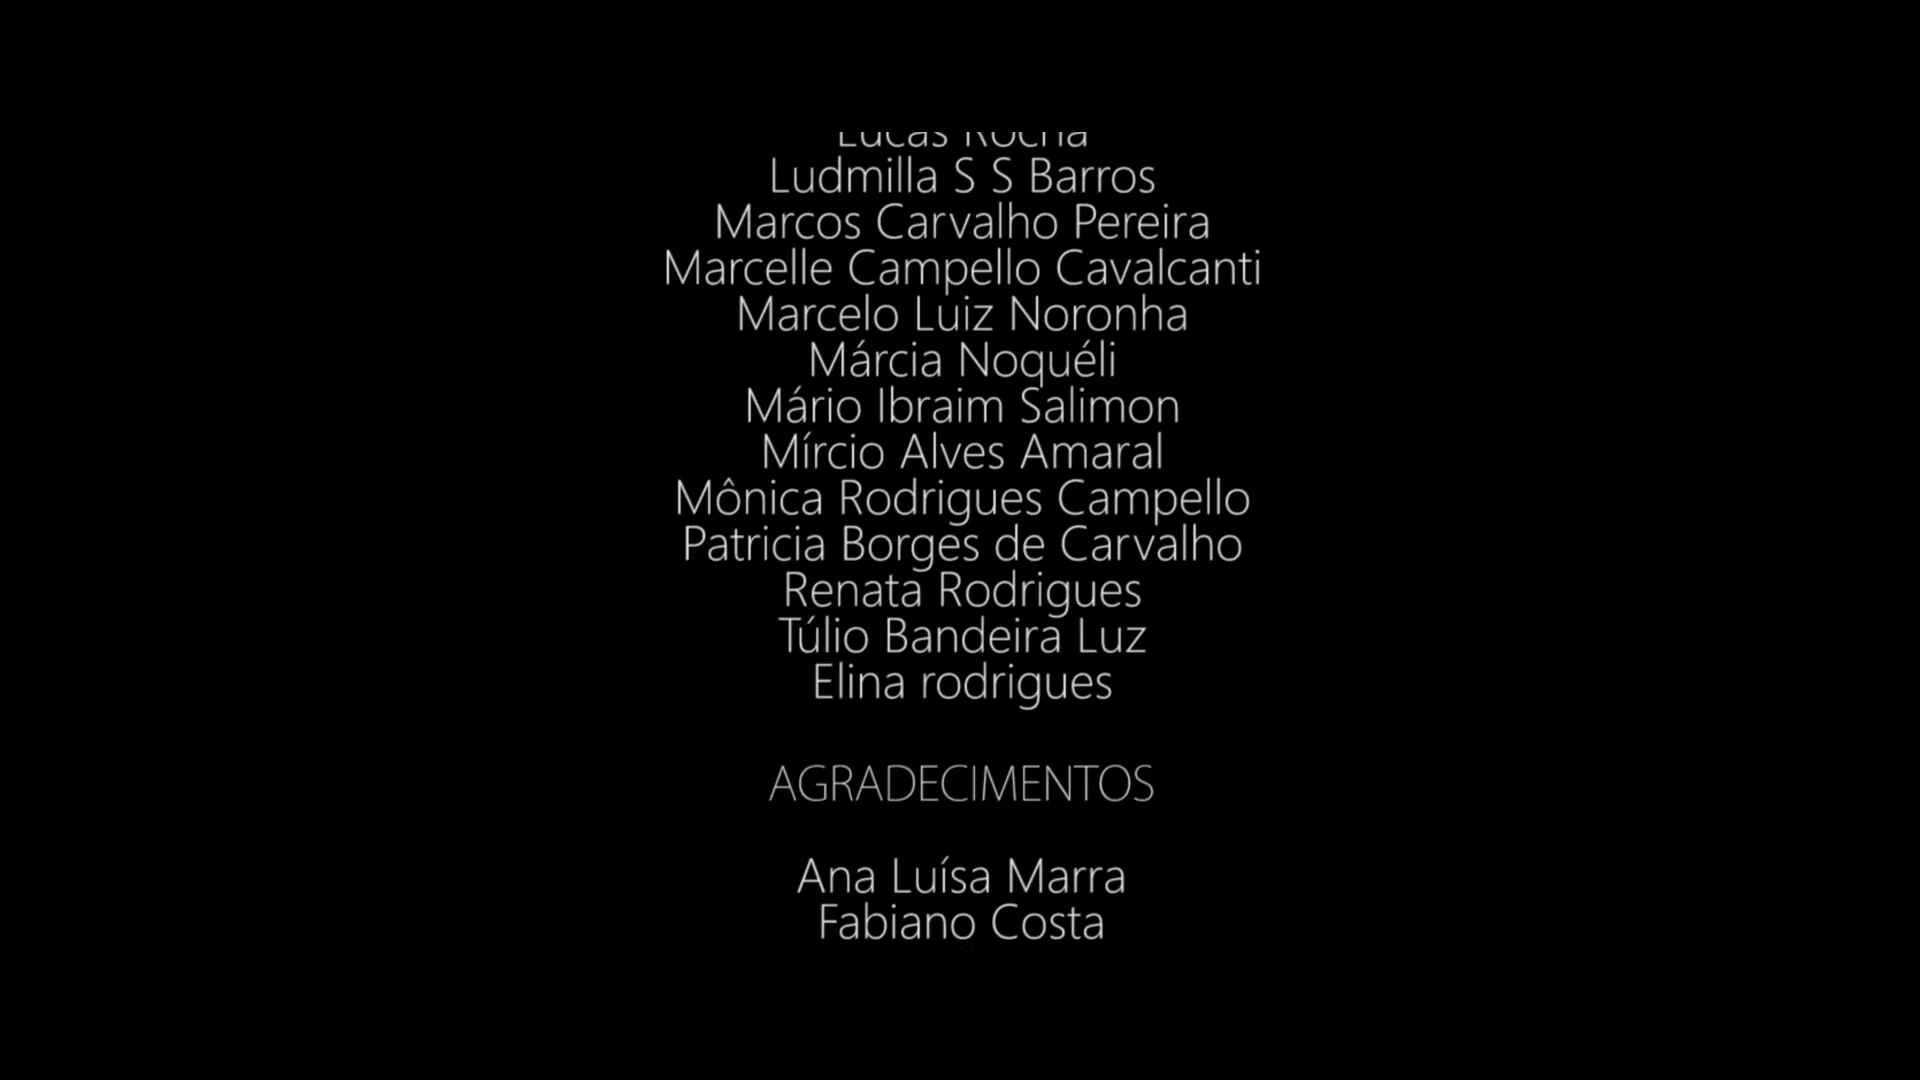 Lucas Rocha
Ludmilla S S Barros
Marcos Carvalho Pereira
Marcelle Campello Cavalcanti
Marcelo Luiz Noronha
Márcia Noquéli
Mário Ibraim Salimon
Mírcio Alves Amaral
Mônica Rodrigues Campello
Patricia Borges de Carvalho
Renata Rodrigues
Túlio Bandeira Luz
Elina rodrigues
AGRADECIMENTOS
Ana Luísa Marra
Fabiano Costa